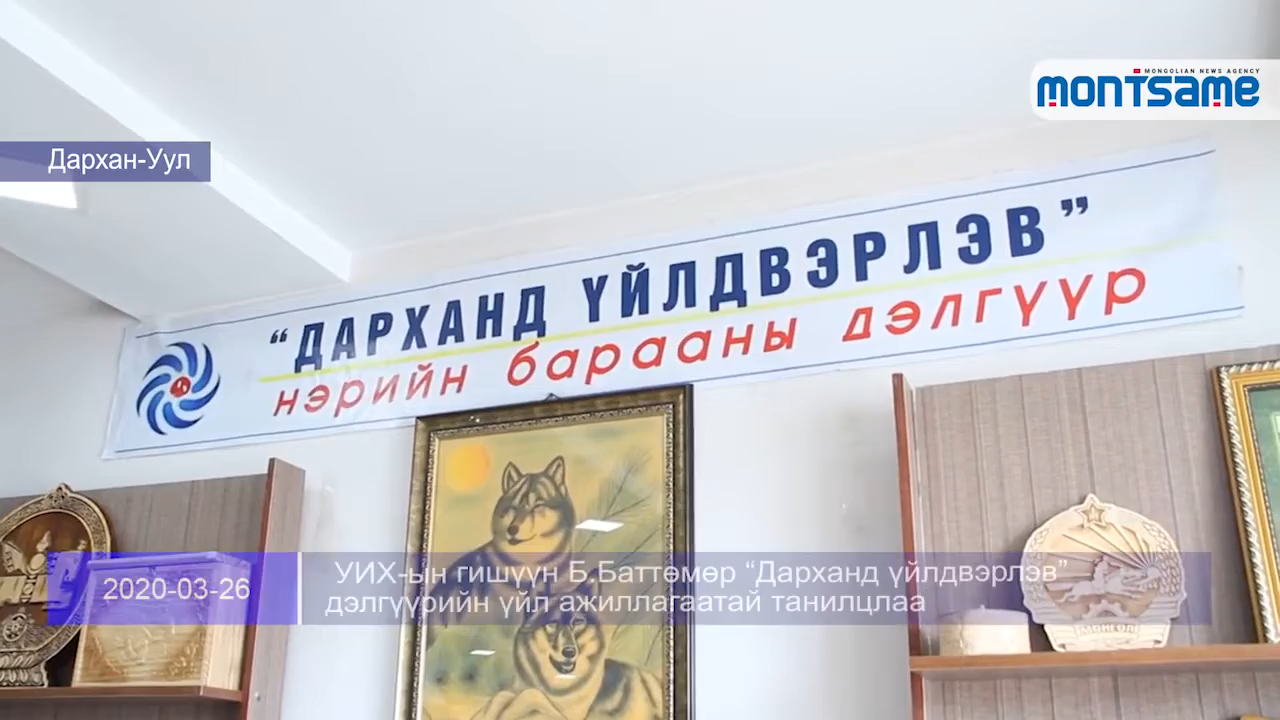 MONGOLIAN NEWS AGENCY
MONTSAME
Дархан-Уул
“ДАРХАНД ҮЙЛДВЭРЛЭВ”
нэрийн барааны дэлгүүр
МОНГОЛ
2020-03-26
УИХ-ын гишүүн Б.Баттөмөр “Дарханд үйлдвэрлэв”
дэлгүүрийн үйл ажиллагаатай танилцлаа